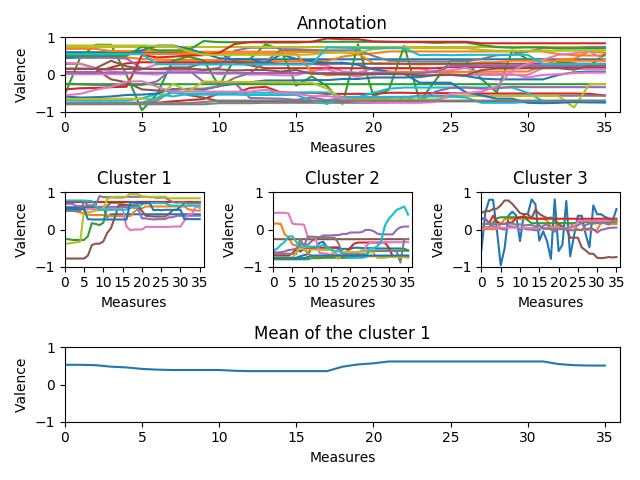 Annotation
1
0
−1
Valence
0 5 10 15 20 25 30 35
Measures
Cluster 1 Cluster 2 Cluster 3
1 1 1
0 0 0
−1 −1 −1
Valence Valence Valence
0 5 10 15 20 25 30 35 0 5 10 15 20 25 30 35 0 5 10 15 20 25 30 35
Measures Measures Measures
Mean of the cluster 1
1
0
−1
Valence
0 5 10 15 20 25 30 35
Measures